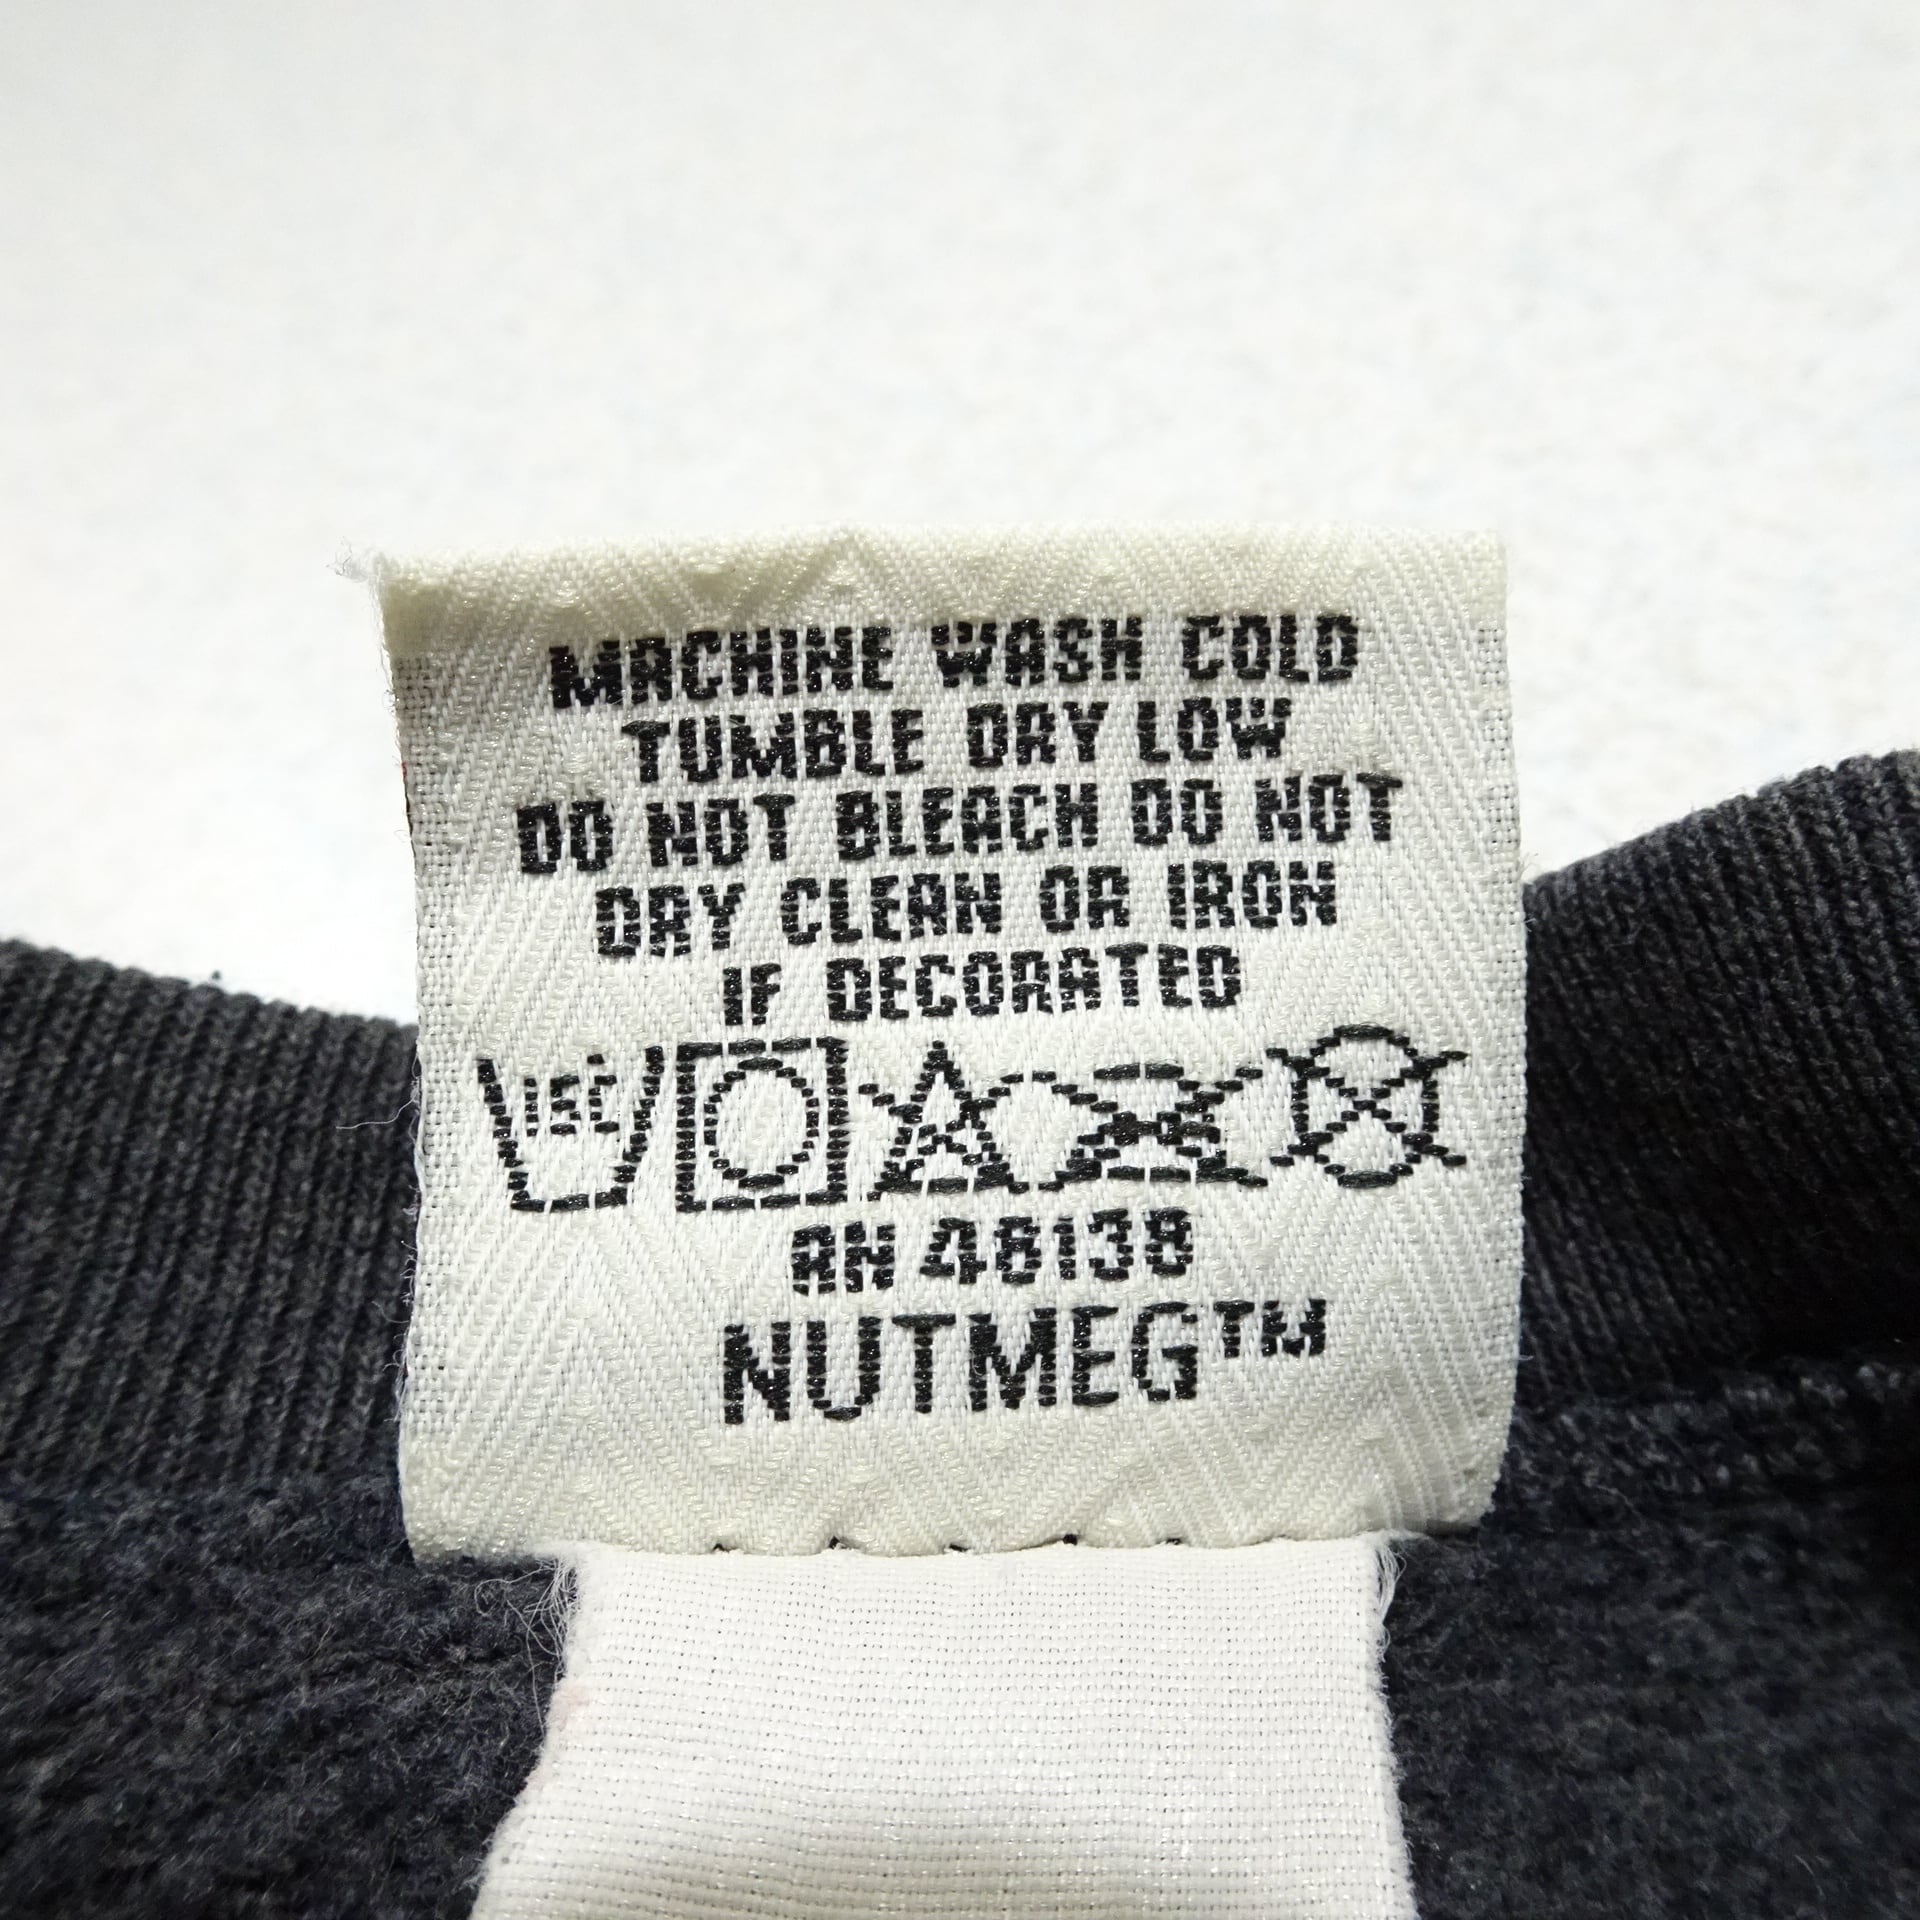 MACHINE WASH COLD
TUMBLE DRY LOW
DO NOT BLEACH DO NOT
DRY CLEAN OR IRON
IF DECORATED
RN 46138
NUTMEG™